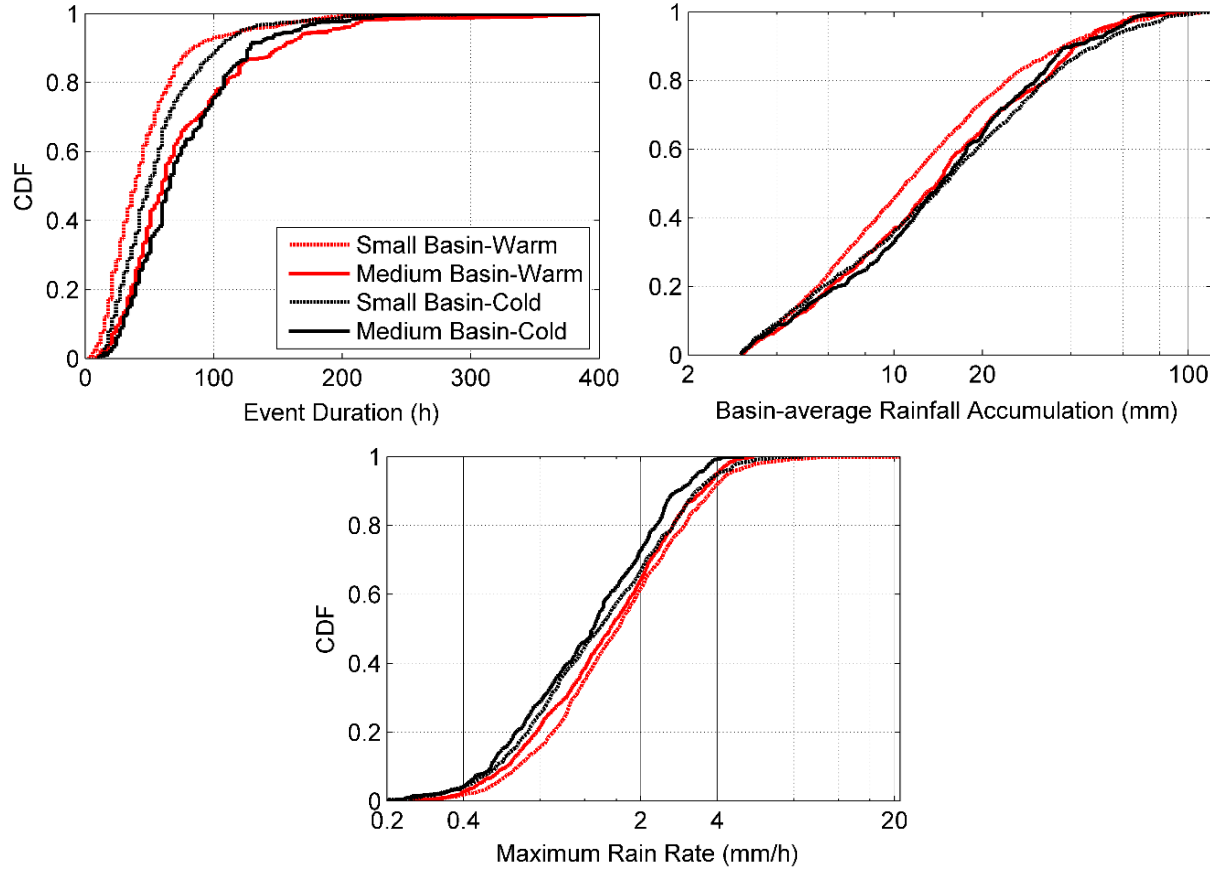 1
0.8
0.6
0.4
0.2
0
CDF
0 100 200 300 400
Event Duration (h)
Small Basin-Warm
Medium Basin-Warm
Small Basin-Cold
Medium Basin-Cold
1
0.8
0.6
0.4
0.2
0
2 10 20 100
Basin-average Rainfall Accumulation (mm)
1
0.8
0.6
0.4
0.2
0
CDF
0.2 0.4 2 4 20
Maximum Rain Rate (mm/h)